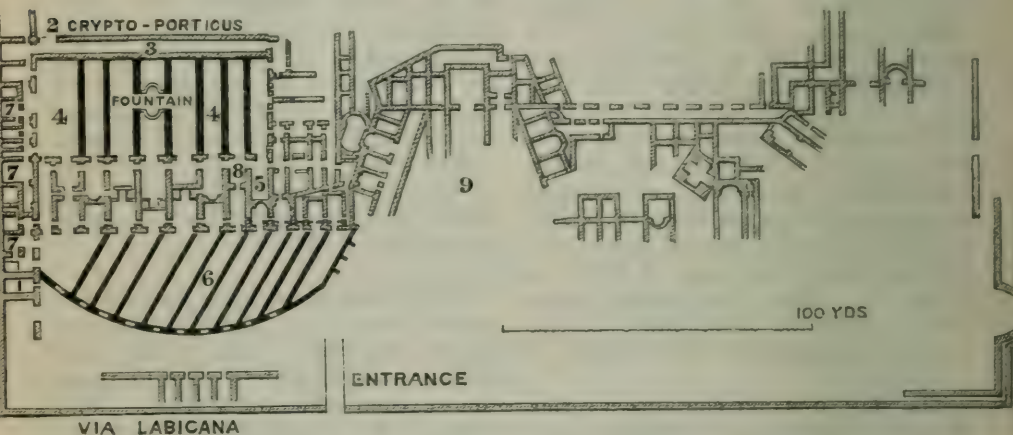 2 CRYPTO-PORTICUS
3
FOUNTAIN
4
4
7
7
8
5
9
7
6
1
100 YDS
ENTRANCE
VIA LABICANA